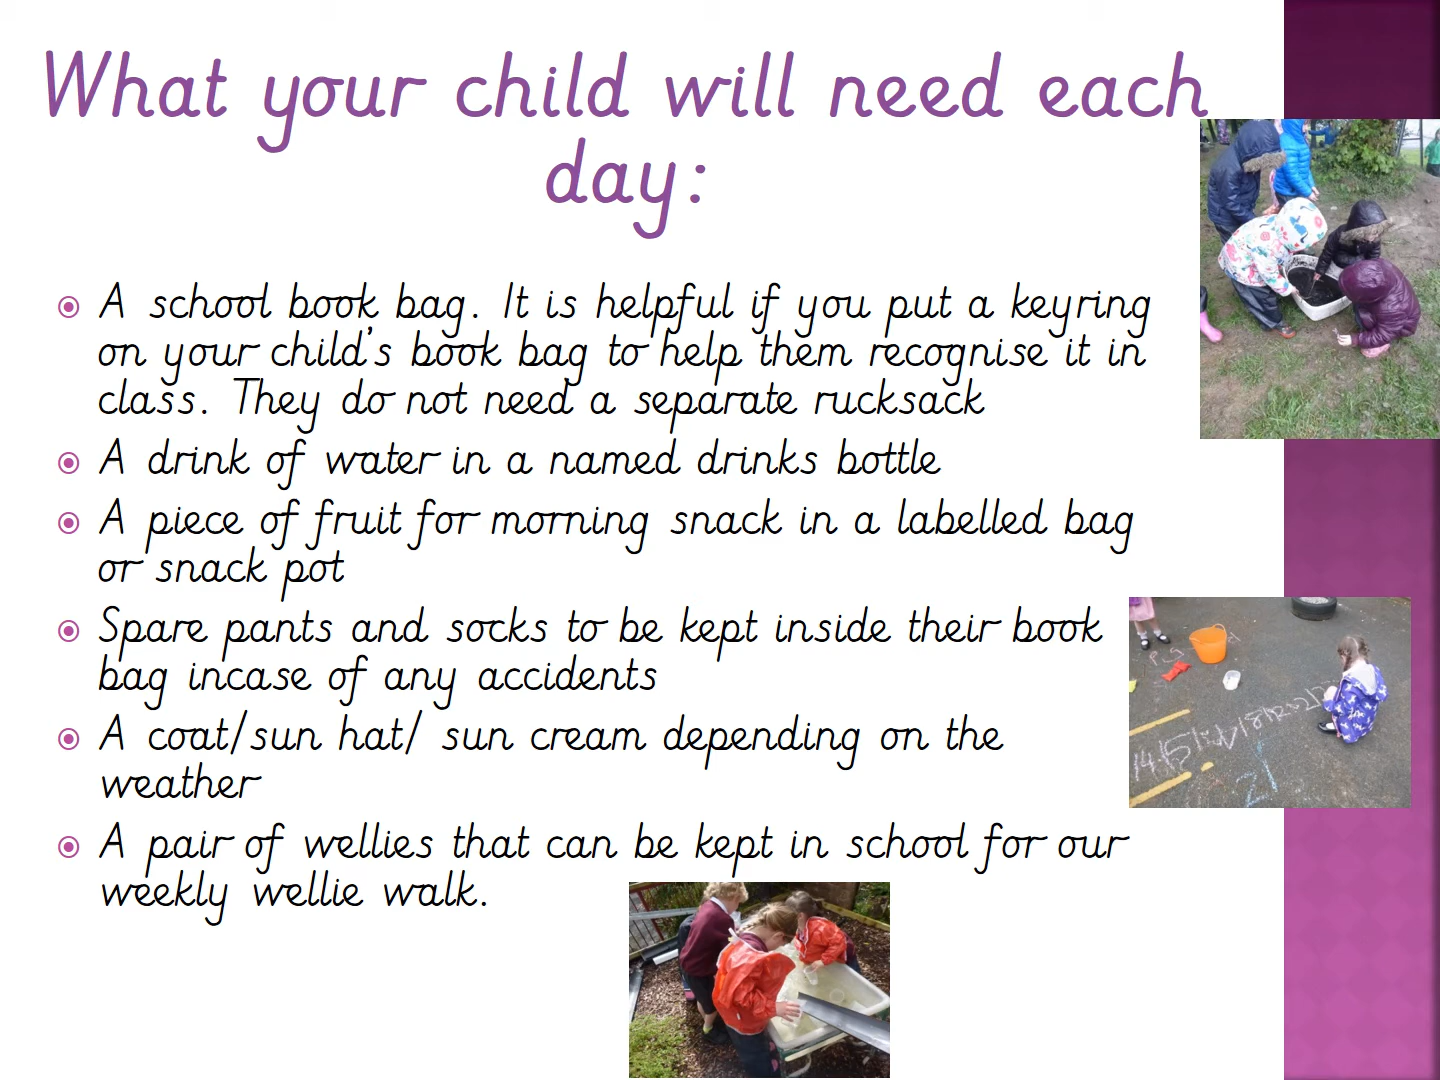 What your child will need each
day:
A school book bag. It is helpful if you put a keyring
on your child's book bag to help them recognise it in
class. They do not need a separate rucksack
A drink of water in a named drinks bottle
A piece of fruit for morning snack in a labelled bag
or snack pot
Spare pants and socks to be kept inside their book
bag incase of any accidents
A coat/sun hat/ sun cream depending on the
weather
A pair of wellies that can be kept in school for our
weekly wellie walk.